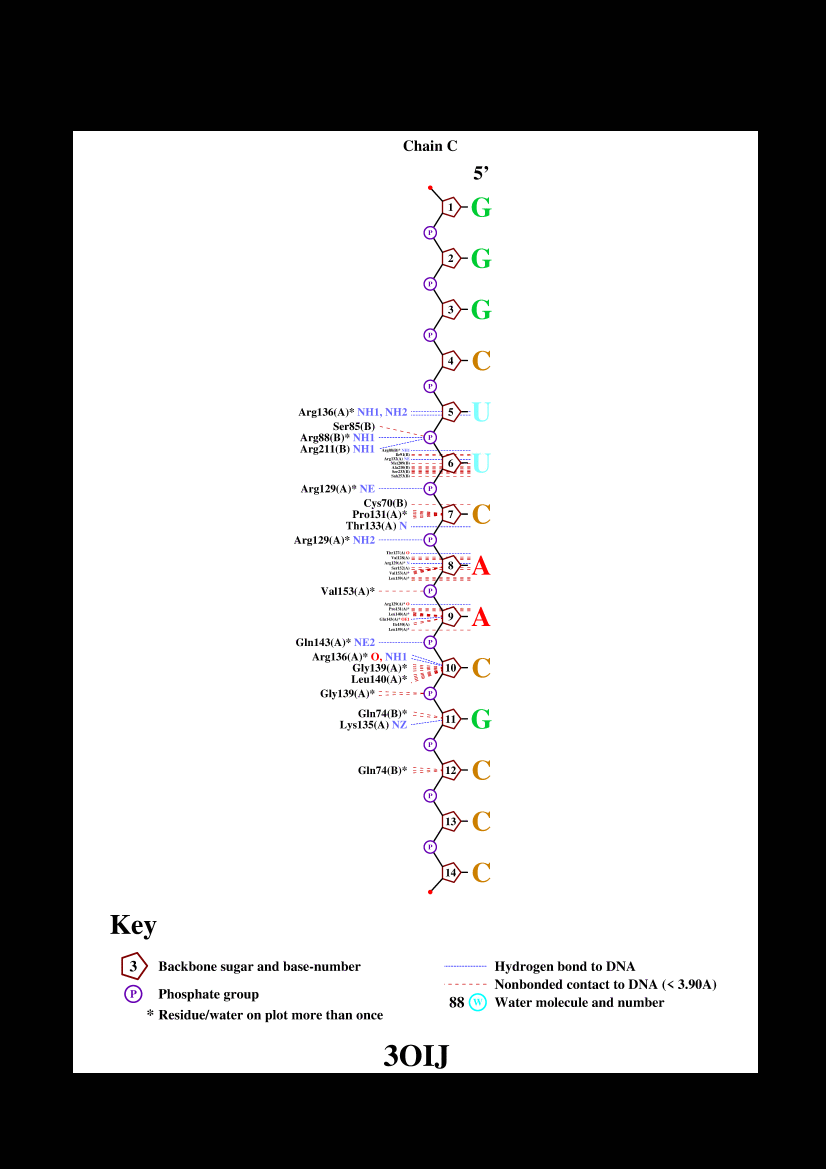 Chain C
5’
1 G
P
2 G
P
3 G
P
4 C
P
Arg136(A)* NH1, NH2 5 U
Ser85(B)
Arg88(B)* NH1 P
Arg211(B) NH1
6 U
Arg129(A)* NE P
Cys70(B)
Pro131(A)* 7 C
Thr133(A) N
Arg129(A)* NH2 P
8 A
Val153(A)* P
9 A
Gln143(A)* NE2 P
Arg136(A)* O, NH1
Gly139(A)* 10 C
Leu140(A)*
Gly139(A)* P
Gln74(B)* 11 G
Lys135(A) NZ
P
Gln74(B)* 12 C
P
13 C
P
14 C
Key
3 Backbone sugar and base-number
P Phosphate group
* Residue/water on plot more than once
Hydrogen bond to DNA
Nonbonded contact to DNA (< 3.90A)
88 W Water molecule and number
3OIJ